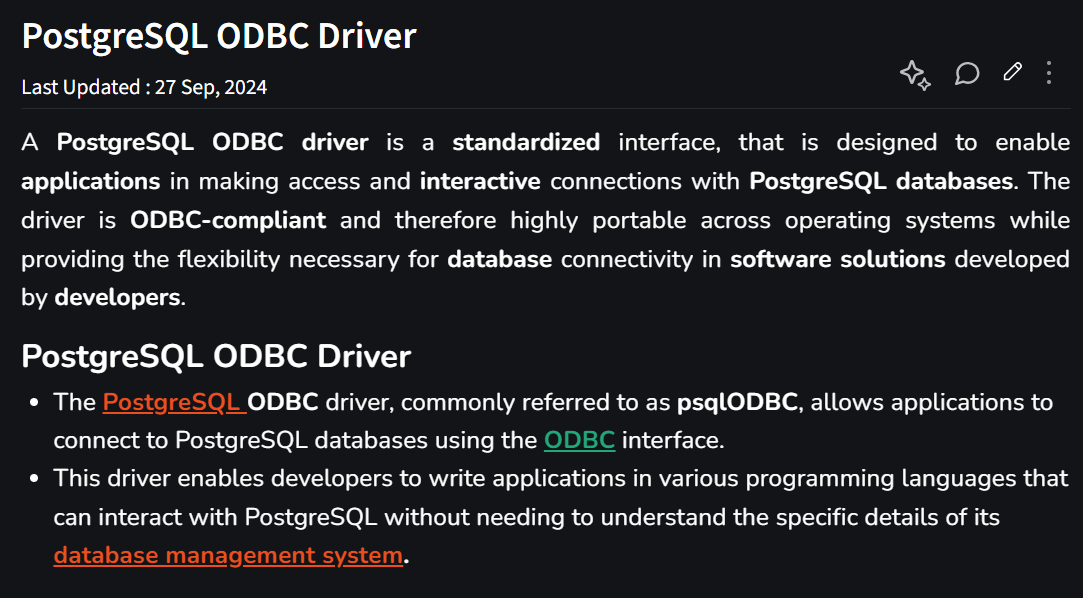 PostgreSQL ODBC Driver
Last Updated : 27 Sep, 2024
A PostgreSQL ODBC driver is a standardized interface, that is designed to enable
applications in making access and interactive connections with PostgreSQL databases. The
driver is ODBC-compliant and therefore highly portable across operating systems while
providing the flexibility necessary for database connectivity in software solutions developed
by developers.
PostgreSQL ODBC Driver
• The PostgreSQL ODBC driver, commonly referred to as psqlODBC, allows applications to
connect to PostgreSQL databases using the ODBC interface.
• This driver enables developers to write applications in various programming languages that
can interact with PostgreSQL without needing to understand the specific details of its
database management system.